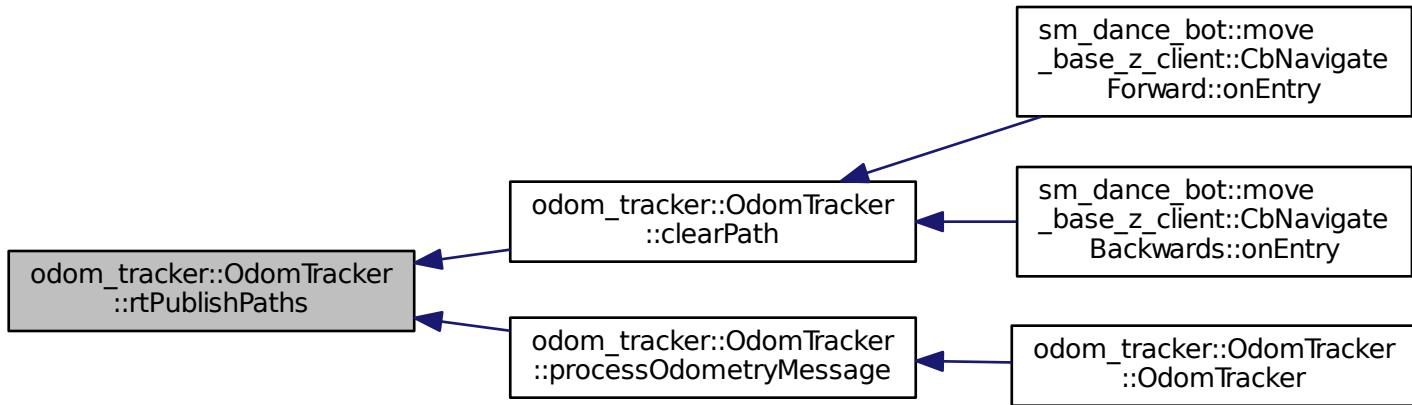 sm_dance_bot::move
_base_z_client::CbNavigate
Forward::onEntry
odom_tracker::OdomTracker
::clearPath
sm_dance_bot::move
_base_z_client::CbNavigate
Backwards::onEntry
odom_tracker::OdomTracker
::rtPublishPaths
odom_tracker::OdomTracker
::processOdometryMessage
odom_tracker::OdomTracker
::OdomTracker